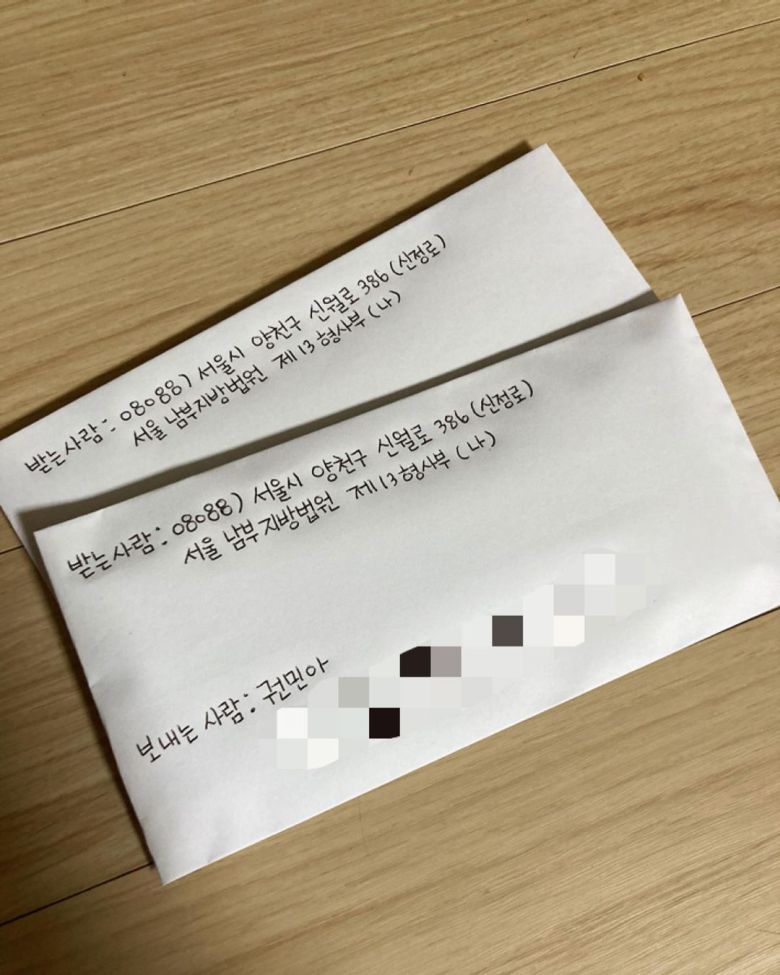 받는사람 : 08088) 서울시 양천구 신월로 386 (신정로)
서울 남부지방법원 제13형사부 (나)
받는사람 : 08088) 서울시 양천구 신월로 386 (신정로)
서울 남부지방법원 제13형사부 (나)
보내는 사람 : 권민아